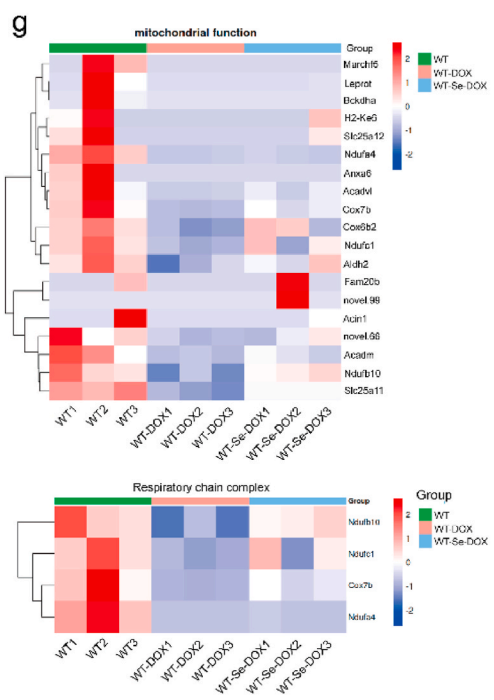 g
mitochondrial function
Group
Murchf5
Leprot
Bckdha
H2-Ke6
Slc25a12
Ndufa4
Anxa6
Acadvl
Cox7b
Cox6b2
Ndufc1
Aldh2
Fam20b
novel.99
Acin1
novel.66
Acadm
Ndufb10
Slc25a11
WT1
WT2
WT3
WT-DOX1
WT-DOX2
WT-DOX3
WT-Se-DOX1
WT-Se-DOX2
WT-Se-DOX3
2
1
0
-1
-2
WT
WT-DOX
WT-Se-DOX
Respiratory chain complex
Group
Ndufb10
Ndufc1
Cox7b
Ndufa4
WT1
WT2
WT3
WT-DOX1
WT-DOX2
WT-DOX3
WT-Se-DOX1
WT-Se-DOX2
WT-Se-DOX3
2
1
0
-1
-2
Group
WT
WT-DOX
WT-Se-DOX